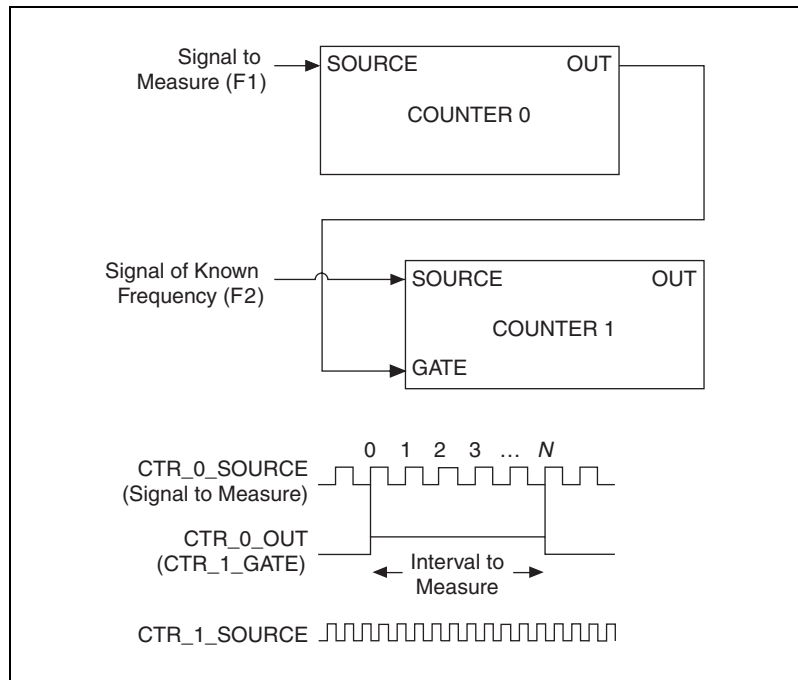 Signal to
Measure (F1)
SOURCE OUT
COUNTER 0
Signal of Known
Frequency (F2)
SOURCE OUT
COUNTER 1
GATE
0 1 2 3 … N
CTR_0_SOURCE
(Signal to Measure)
CTR_0_OUT
(CTR_1_GATE)
Interval to
Measure
CTR_1_SOURCE